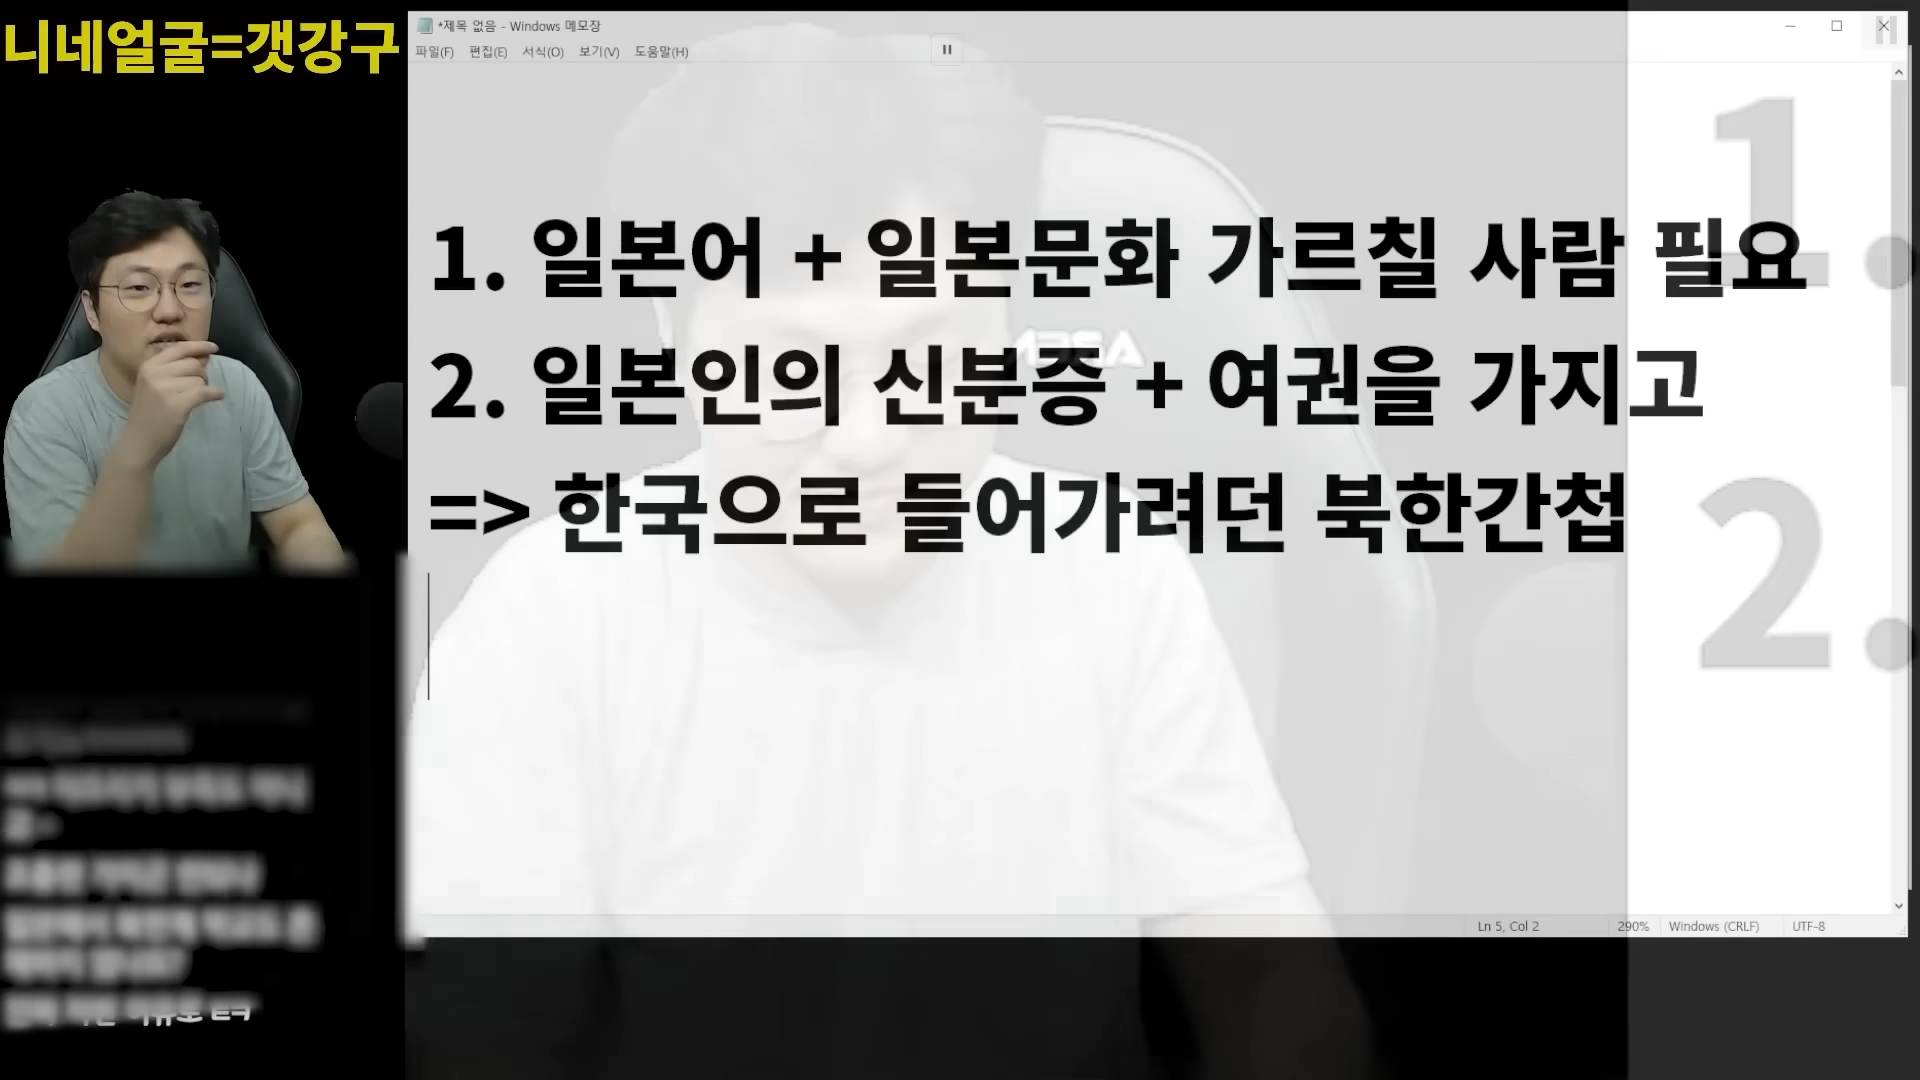 니네얼굴=갯강구
*제목 없음 - Windows 메모장
파일(F) 편집(E) 서식(O) 보기(V) 도움말(H)
1. 일본어 + 일본문화 가르칠 사람 필요
2. 일본인의 신분증 + 여권을 가지고
=> 한국으로 들어가려던 북한간첩
1.
2.
Ln 5, Col 2 290% Windows (CRLF) UTF-8